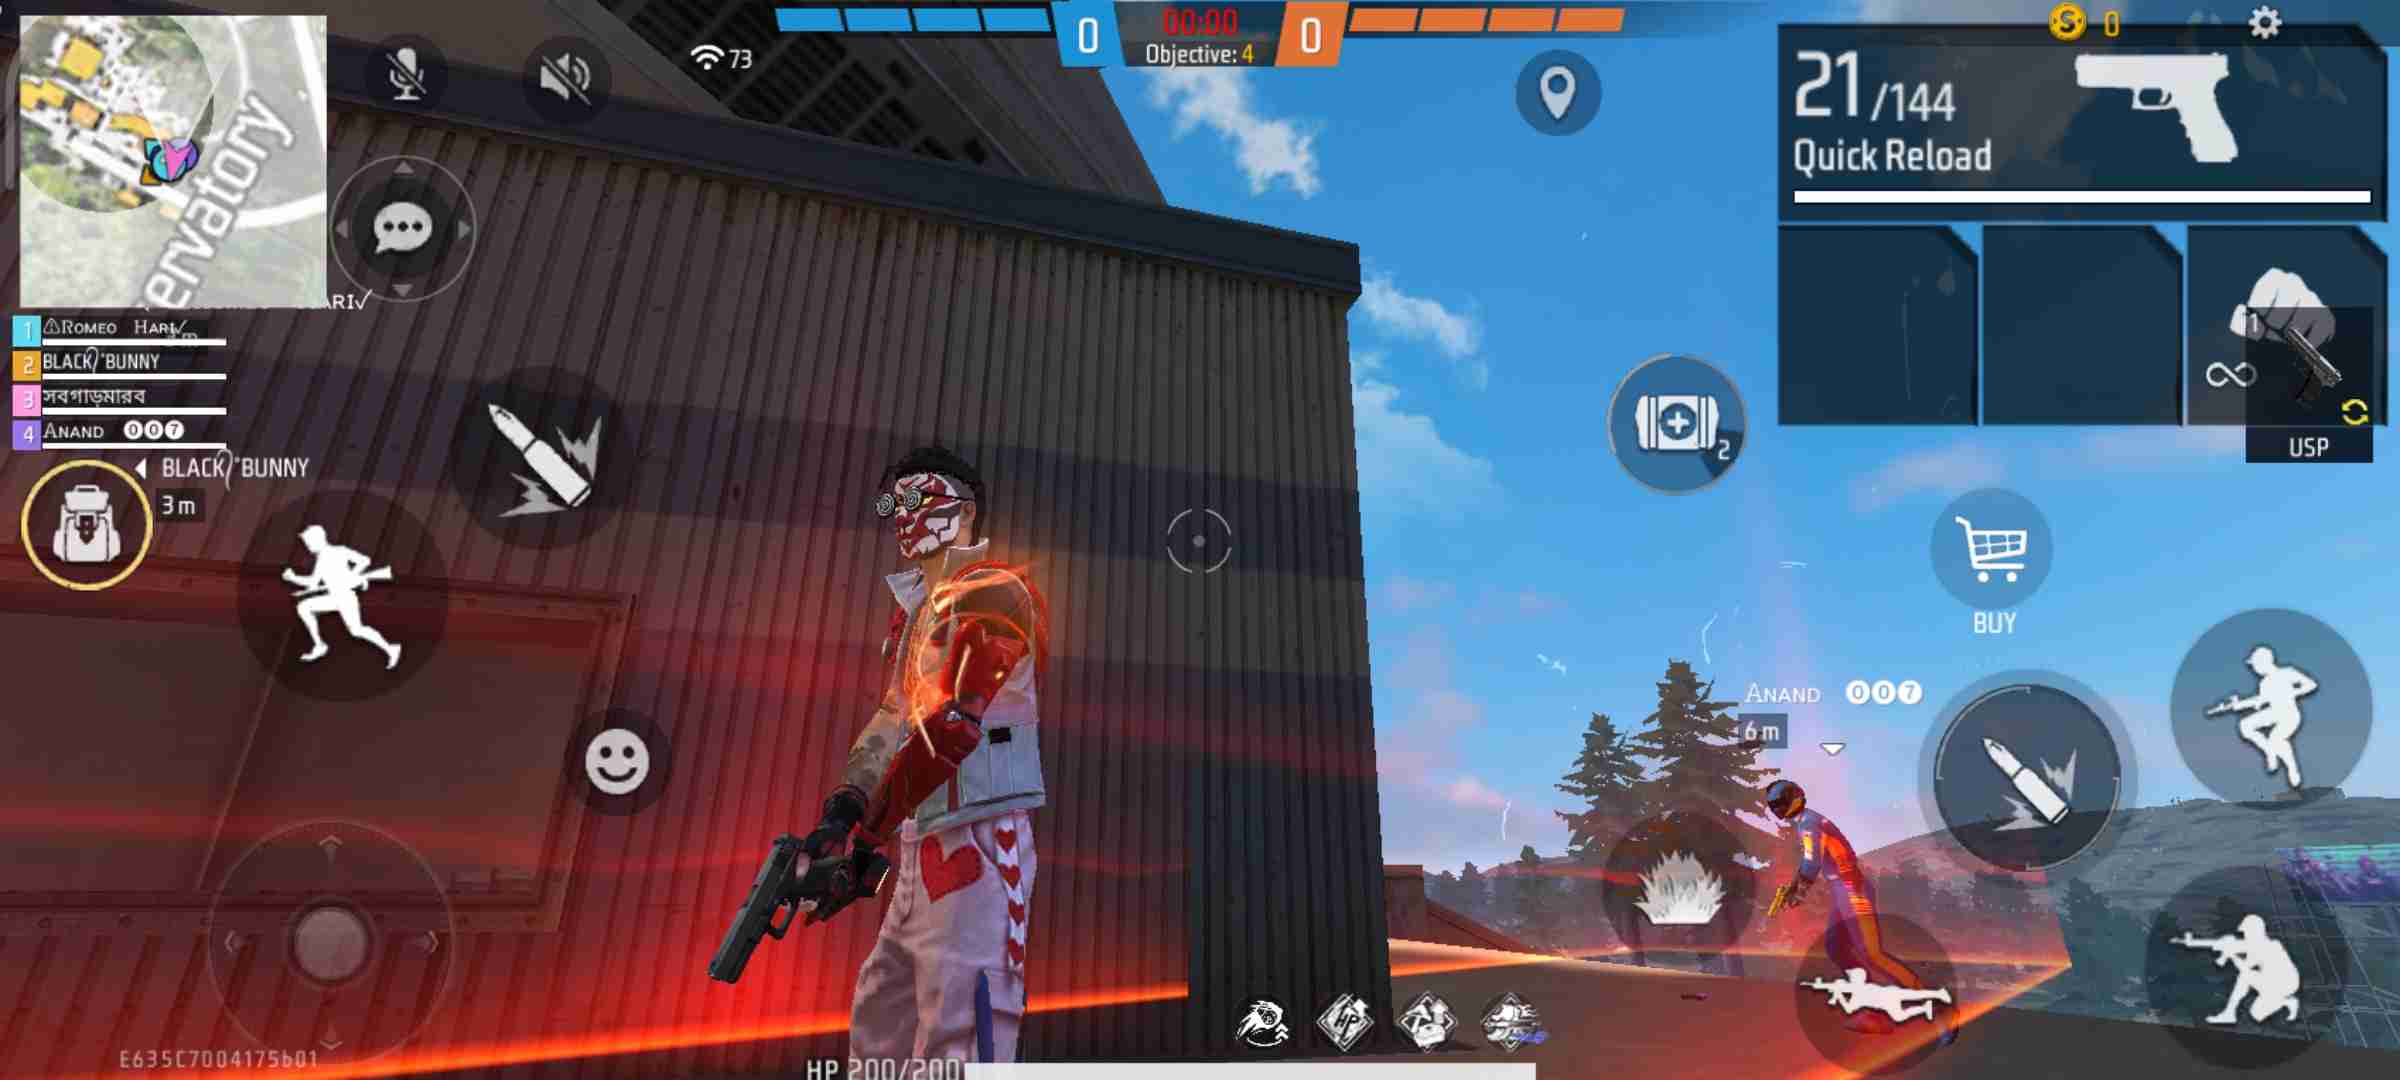 73
0
00:00
Objective: 4
0
S 0
21/144
Quick Reload
1
USP
2
BUY
ervatory
ARI✓
1 ⚠ROMEO HARI✓
2 BLACK╯°BUNNY
3 সবগাড়মারব
4 ANAND ⓿⓿❼
BLACK╯°BUNNY
3 m
ANAND ⓿⓿❼
6 m
E635C7004175b01
HP 200/200